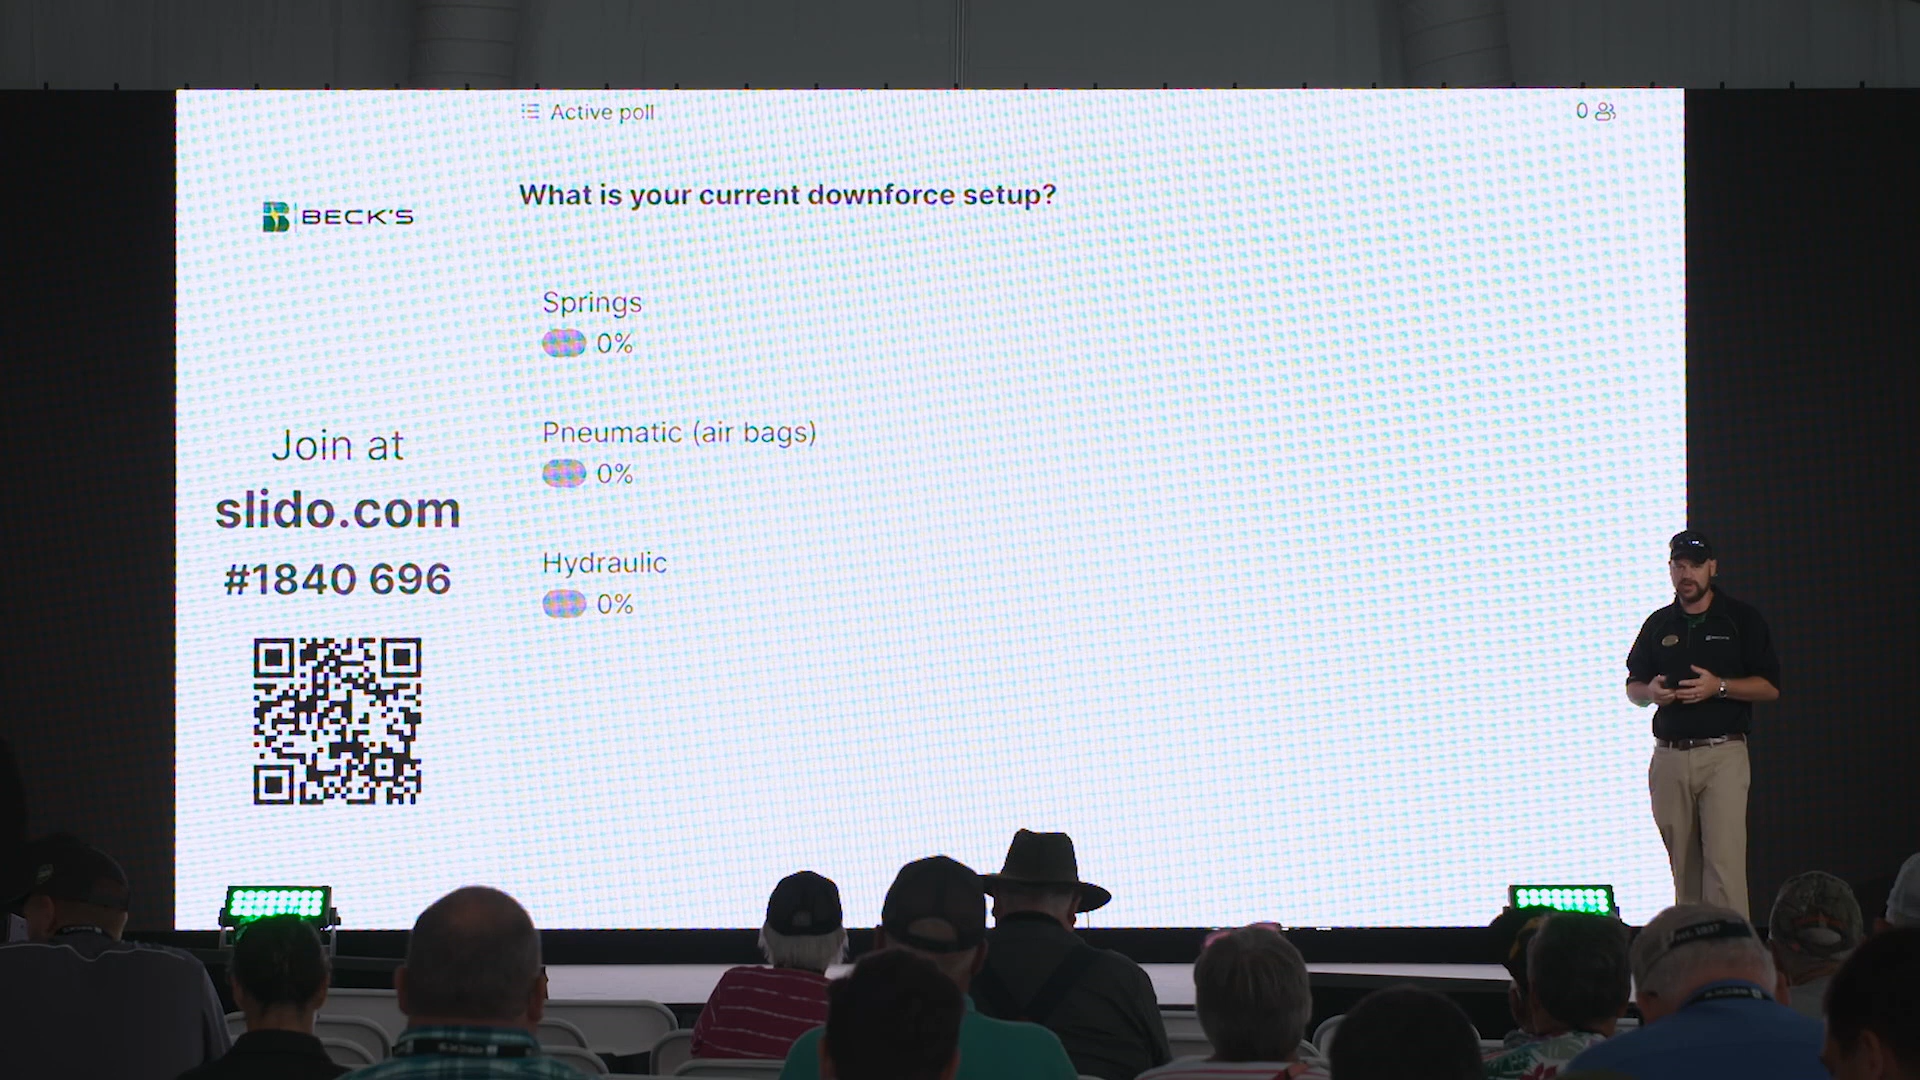 Active poll
0
BECK'S
What is your current downforce setup?
Springs
0%
Pneumatic (air bags)
0%
Hydraulic
0%
Join at
slido.com
#1840 696